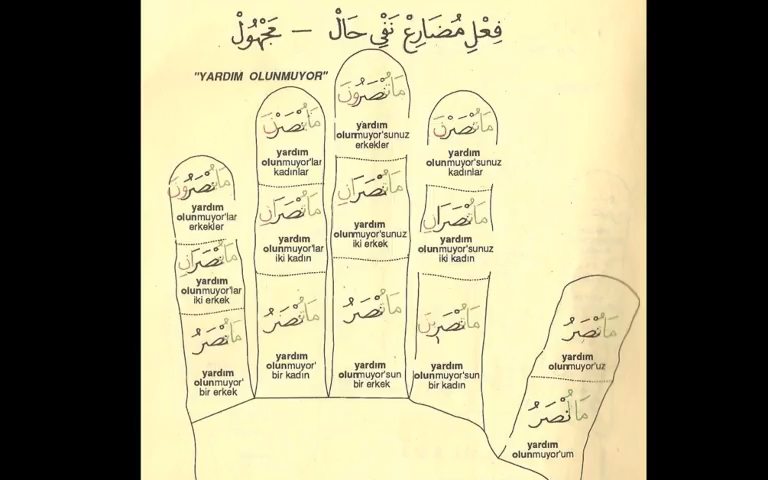 فِعْلِ مُضَارِعْ نَفْيِ حَالْ — مَجْهُولْ
"YARDIM OLUNMUYOR"
مَا يُنْصَرُونَ
yardım
olunmuyor'lar
erkekler
مَا يُنْصَرَانِ
yardım
olunmuyor'lar
iki erkek
مَا يُنْصَرُ
yardım
olunmuyor'
bir erkek
مَا يُنْصَرْنَ
yardım
olunmuyor'lar
kadınlar
مَا تُنْصَرَانِ
yardım
olunmuyor'lar
iki kadın
مَا تُنْصَرُ
yardım
olunmuyor'
bir kadın
مَا تُنْصَرُونَ
yardım
olunmuyor'sunuz
erkekler
مَا تُنْصَرَانِ
yardım
olunmuyor'sunuz
iki erkek
مَا تُنْصَرُ
yardım
olunmuyor'sun
bir erkek
مَا تُنْصَرْنَ
yardım
olunmuyor'sunuz
kadınlar
مَا تُنْصَرَانِ
yardım
olunmuyor'sunuz
iki kadın
مَا تُنْصَرِينَ
yardım
olunmuyor'sun
bir kadın
مَا نُنْصَرُ
yardım
olunmuyor'uz
مَا اُنْصَرُ
yardım
olunmuyor'um